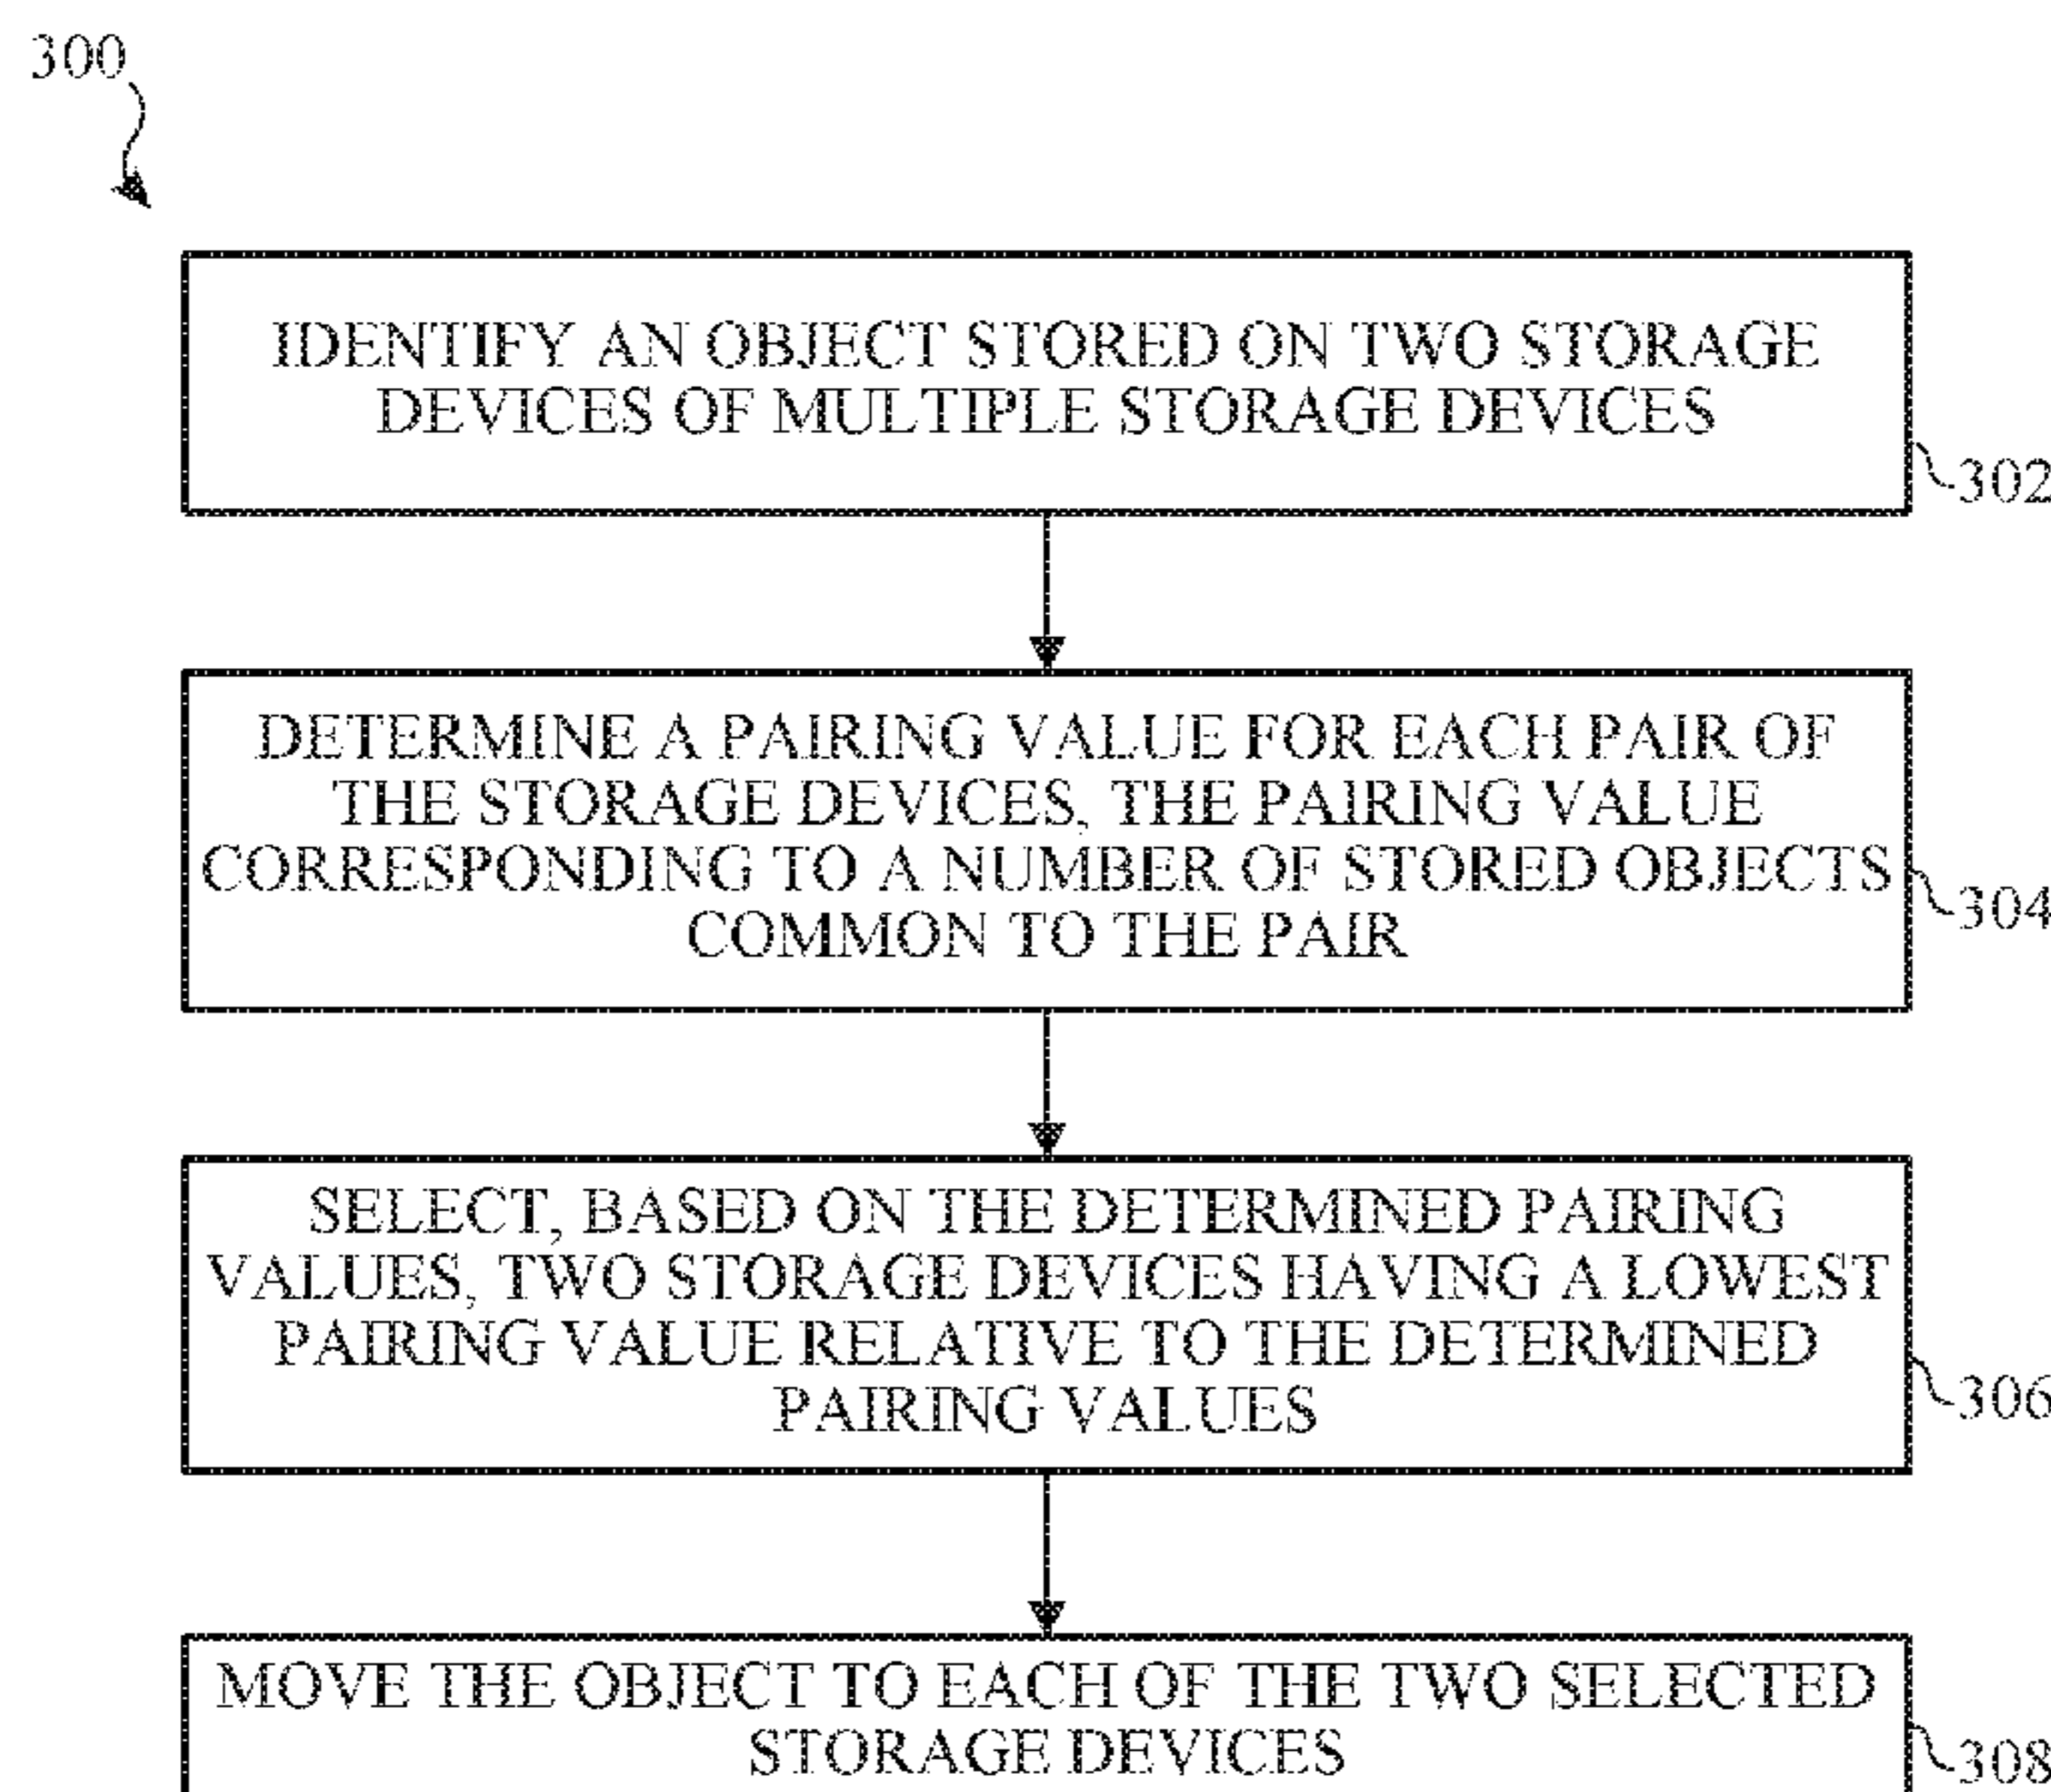 300
IDENTIFY AN OBJECT STORED ON TWO STORAGE
DEVICES OF MULTIPLE STORAGE DEVICES
302
DETERMINE A PAIRING VALUE FOR EACH PAIR OF
THE STORAGE DEVICES, THE PAIRING VALUE
CORRESPONDING TO A NUMBER OF STORED OBJECTS
COMMON TO THE PAIR
304
SELECT, BASED ON THE DETERMINED PAIRING
VALUES, TWO STORAGE DEVICES HAVING A LOWEST
PAIRING VALUE RELATIVE TO THE DETERMINED
PAIRING VALUES
306
MOVE THE OBJECT TO EACH OF THE TWO SELECTED
STORAGE DEVICES
308